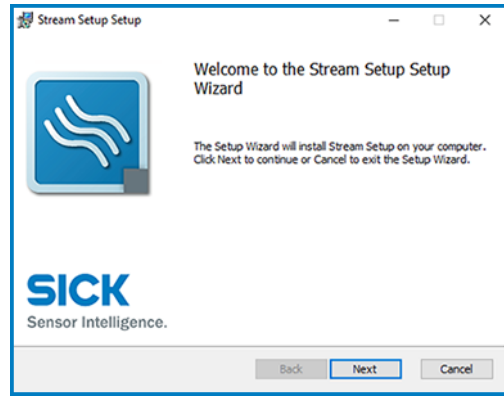 Stream Setup Setup
Welcome to the Stream Setup Setup
Wizard
The Setup Wizard will install Stream Setup on your computer.
Click Next to continue or Cancel to exit the Setup Wizard.
SICK
Sensor Intelligence.
Back Next Cancel